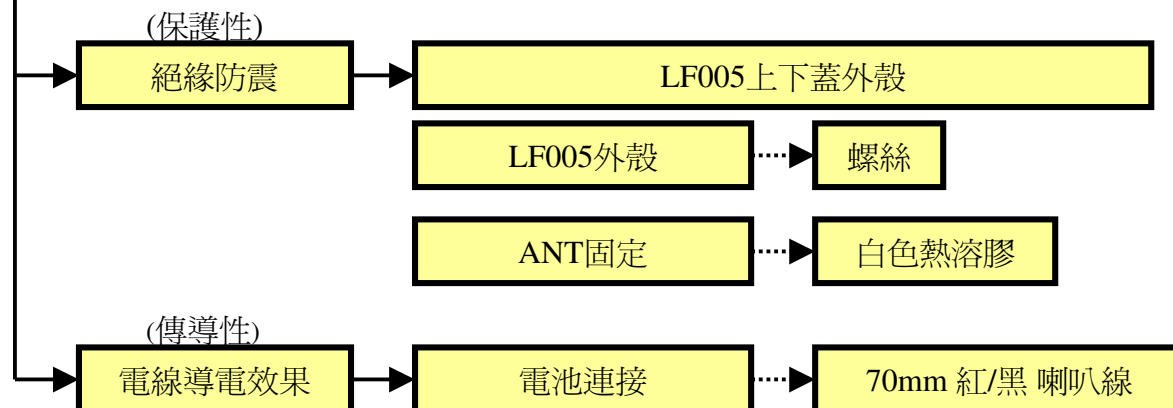 (保護性)
絕緣防震
LF005上下蓋外殼
LF005外殼
螺絲
ANT固定
白色熱溶膠
(傳導性)
電線導電效果
電池連接
70mm 紅/黑 喇叭線